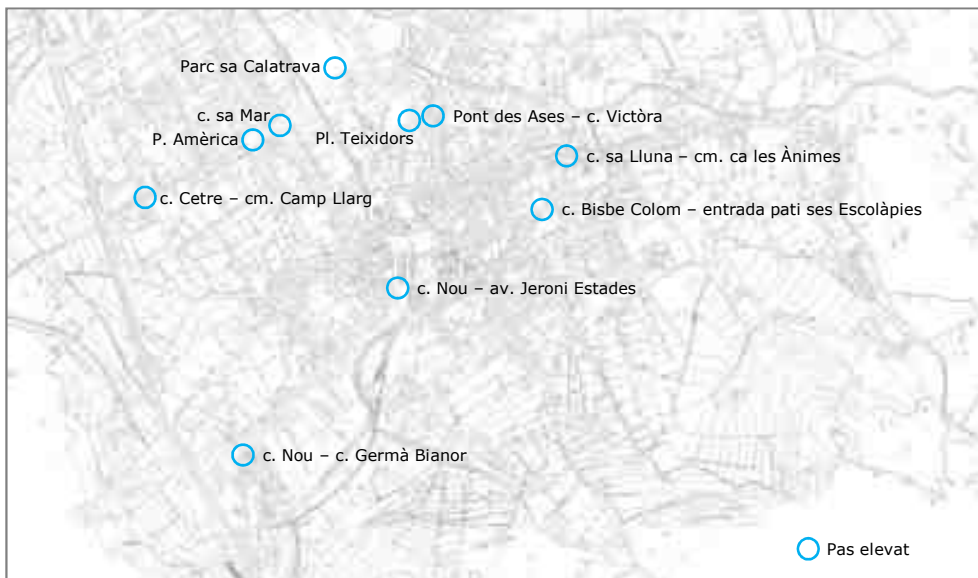 Parc sa Calatrava
c. sa Mar
P. Amèrica
Pl. Teixidors
Pont des Ases – c. Victòra
c. sa Lluna – cm. ca les Ànimes
c. Cetre – cm. Camp Llarg
c. Bisbe Colom – entrada pati ses Escolàpies
c. Nou – av. Jeroni Estades
c. Nou – c. Germà Bianor
Pas elevat